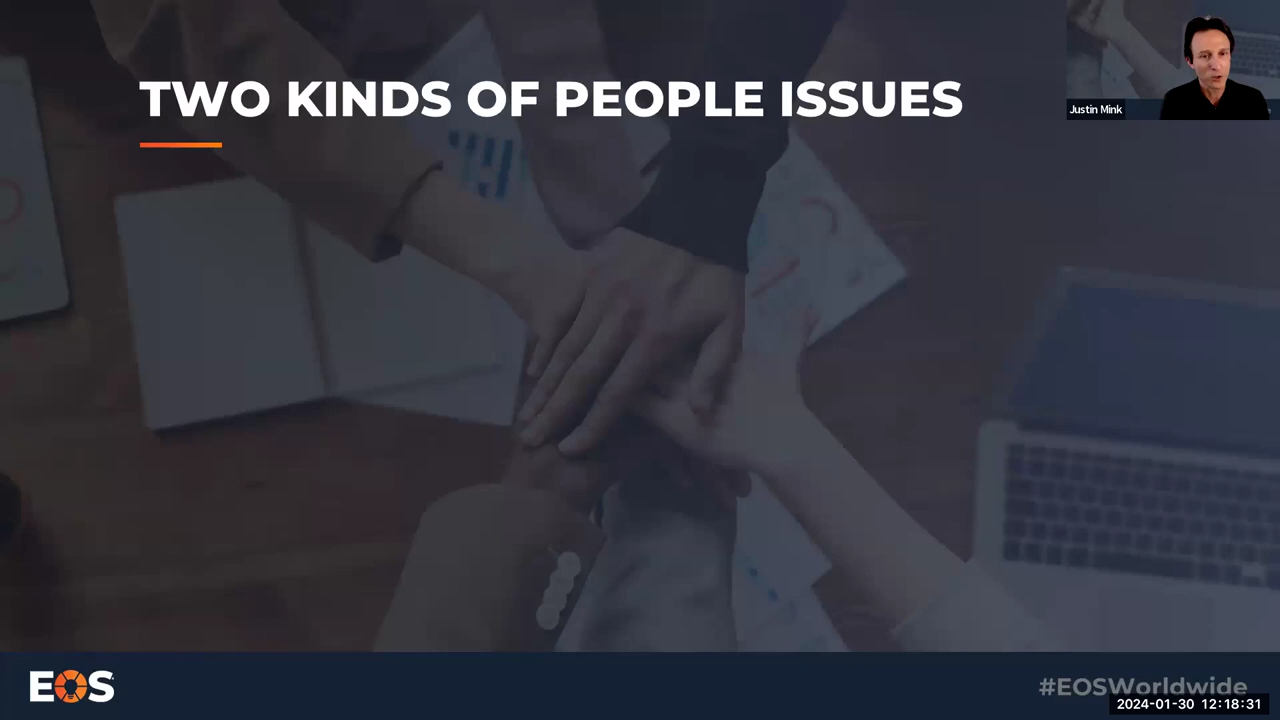 TWO KINDS OF PEOPLE ISSUES
Justin Mink
EOS
#EOSWorldwide
2024-01-30 12:18:31